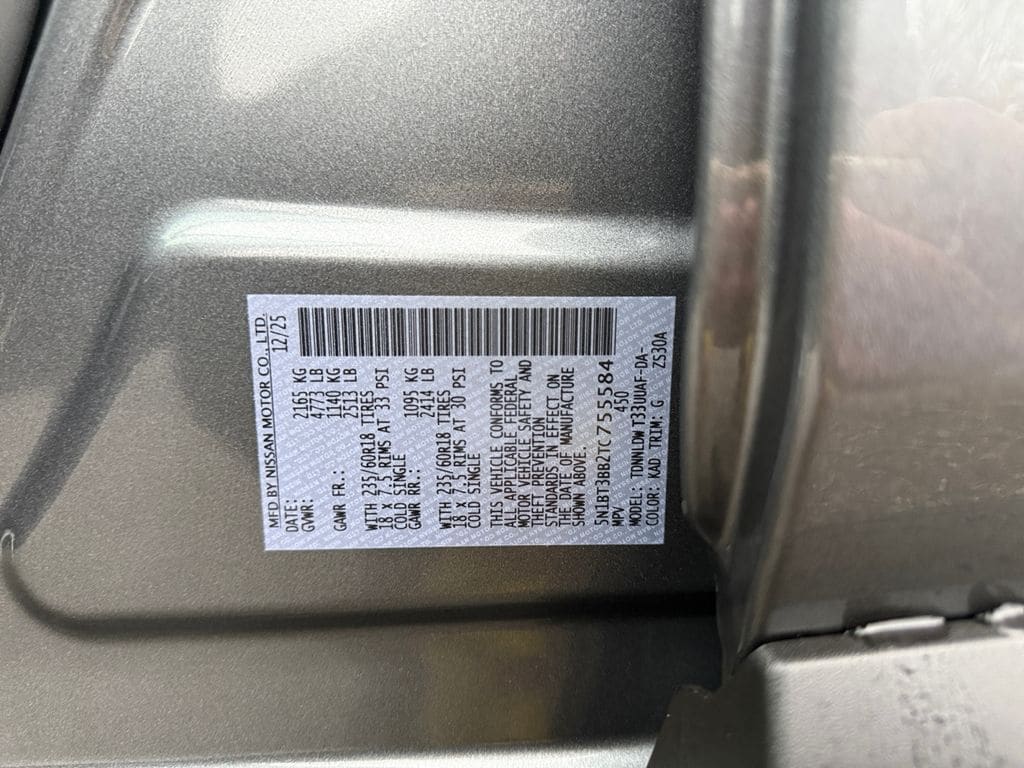 MFD BY NISSAN MOTOR CO., LTD.
DATE: 12/25
GVWR: 2165 KG
4773 LB
GAWR FR.: 1140 KG
2513 LB
WITH 235/60R18 TIRES
18 x 7.5 RIMS AT 33 PSI
COLD SINGLE
GAWR RR.: 1095 KG
2414 LB
WITH 235/60R18 TIRES
18 x 7.5 RIMS AT 30 PSI
COLD SINGLE
THIS VEHICLE CONFORMS TO
ALL APPLICABLE FEDERAL
MOTOR VEHICLE SAFETY AND
THEFT PREVENTION
STANDARDS IN EFFECT ON
THE DATE OF MANUFACTURE
SHOWN ABOVE.
5N1BT3BB2TC755584
MPV 450
MODEL: TDNNLDW T33UUAF-DA-
COLOR: KAD TRIM: G ZS30A